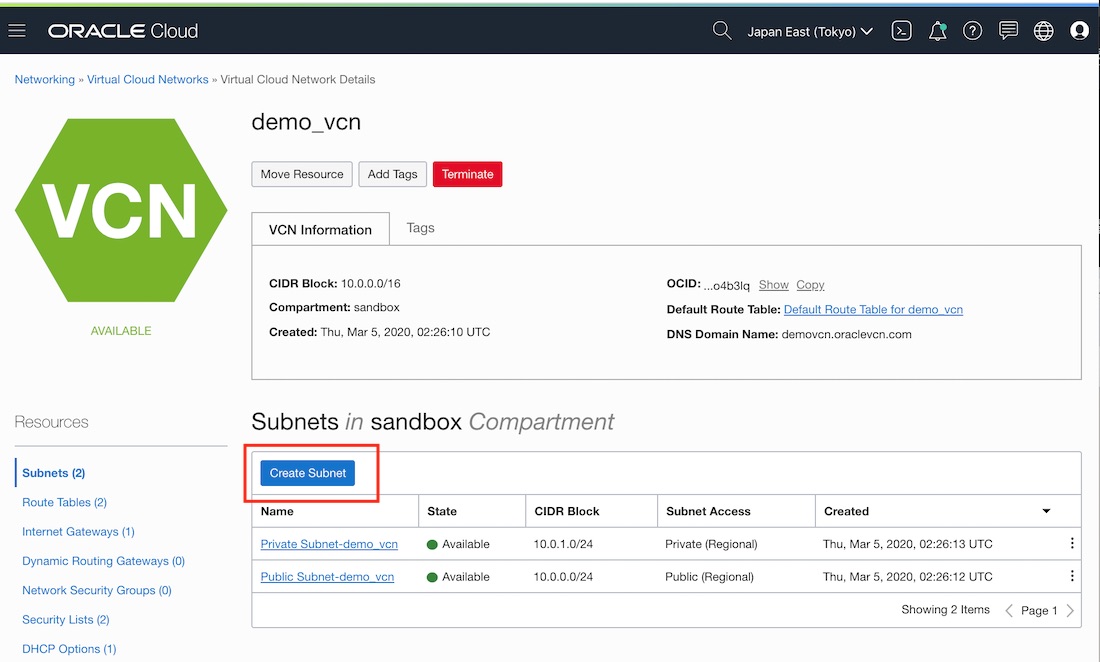 ORACLE Cloud
Japan East (Tokyo)
Networking » Virtual Cloud Networks » Virtual Cloud Network Details
VCN
AVAILABLE
demo_vcn
Move Resource Add Tags Terminate
VCN Information Tags
CIDR Block: 10.0.0.0/16
Compartment: sandbox
Created: Thu, Mar 5, 2020, 02:26:10 UTC
OCID: ...o4b3lq Show Copy
Default Route Table: Default Route Table for demo_vcn
DNS Domain Name: demovcn.oraclevcn.com
Resources
Subnets (2)
Route Tables (2)
Internet Gateways (1)
Dynamic Routing Gateways (0)
Network Security Groups (0)
Security Lists (2)
DHCP Options (1)
Subnets in sandbox Compartment
Create Subnet
Name State CIDR Block Subnet Access Created
Private Subnet-demo_vcn Available 10.0.1.0/24 Private (Regional) Thu, Mar 5, 2020, 02:26:13 UTC
Public Subnet-demo_vcn Available 10.0.0.0/24 Public (Regional) Thu, Mar 5, 2020, 02:26:12 UTC
Showing 2 Items < Page 1 >